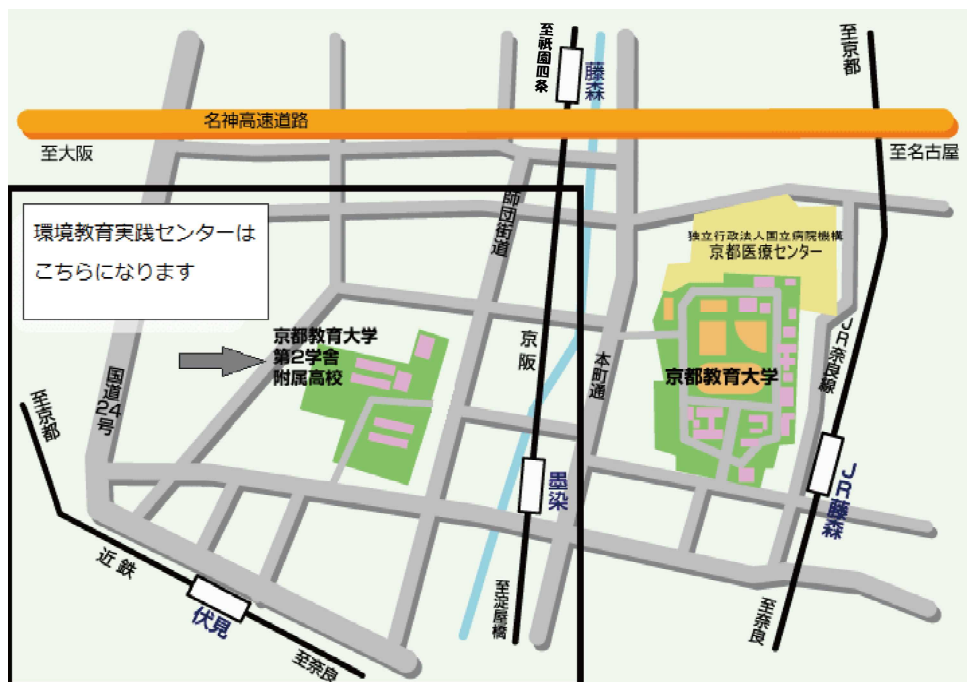 至祇園四条
藤森
至京都
名神高速道路
至大阪
至名古屋
環境教育実践センターは
こちらになります
師団街道
独立行政法人国立病院機構
京都医療センター
京都教育大学
第2学舎
附属高校
京阪
本町通
京都教育大学
JR奈良線
国道24号
至京都
墨染
JR藤森
近鉄
伏見
至奈良
至淀屋橋
至奈良